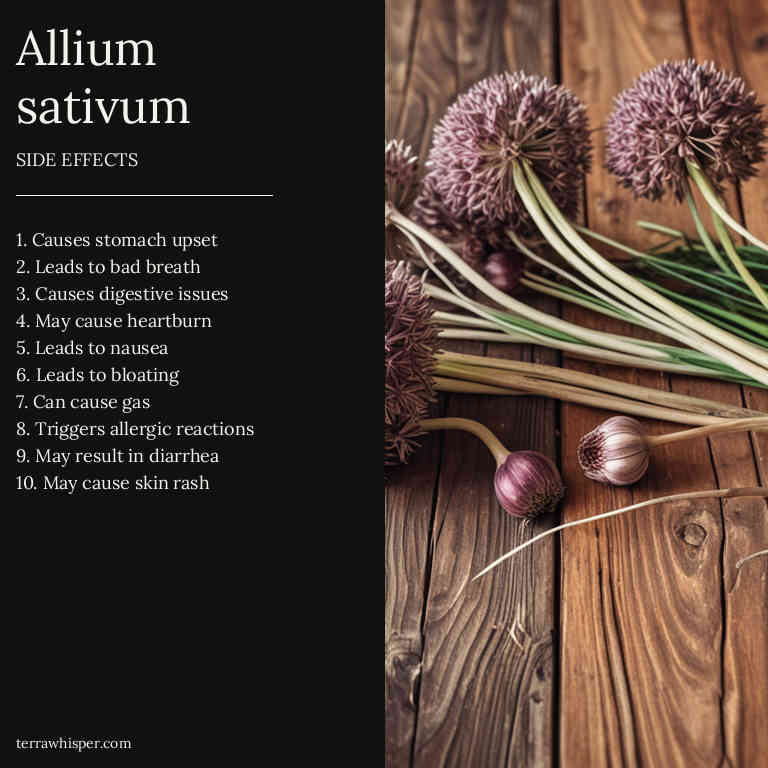 Allium
sativum
SIDE EFFECTS
1. Causes stomach upset
2. Leads to bad breath
3. Causes digestive issues
4. May cause heartburn
5. Leads to nausea
6. Leads to bloating
7. Can cause gas
8. Triggers allergic reactions
9. May result in diarrhea
10. May cause skin rash
terrawhisper.com